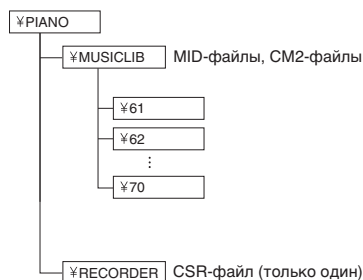 ¥PIANO
¥MUSICLIB MID-файлы, CM2-файлы
¥61
¥62
⋮
¥70
¥RECORDER CSR-файл (только один)